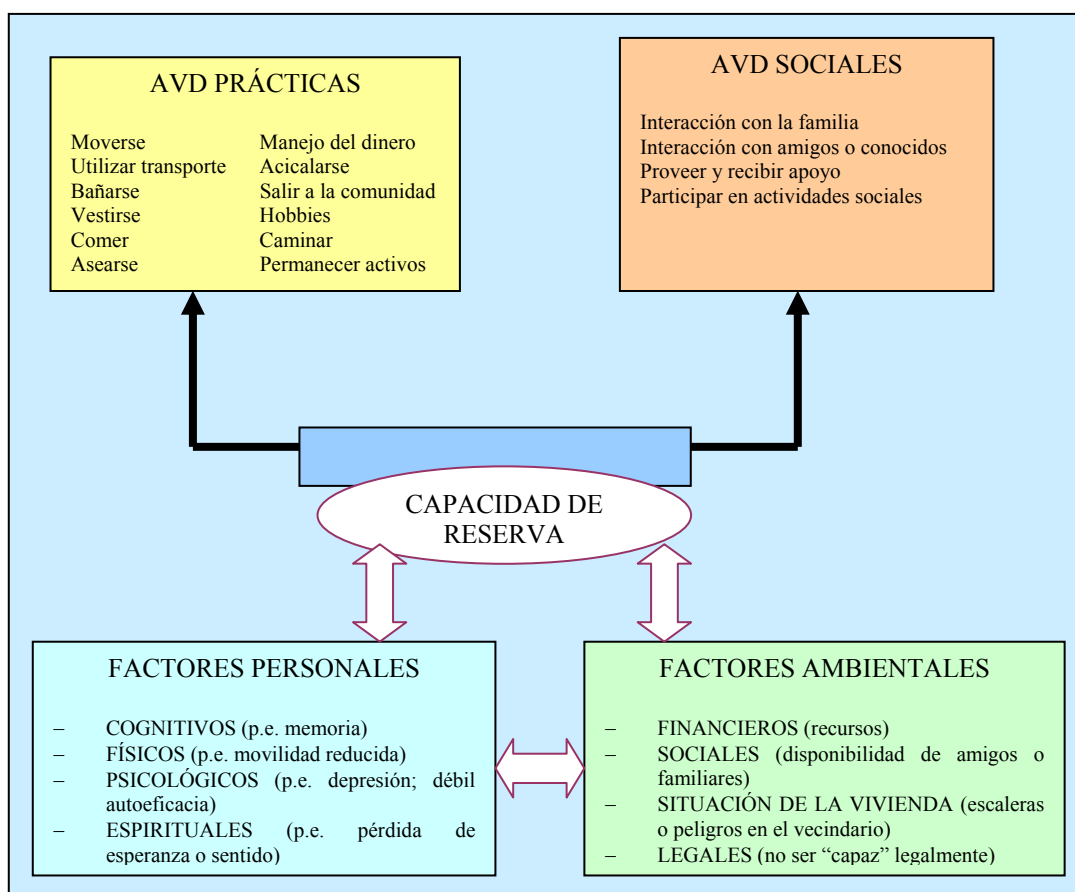 AVD PRÁCTICAS
Moverse
Utilizar transporte
Bañarse
Vestirse
Comer
Asearse
Manejo del dinero
Acicalarse
Salir a la comunidad
Hobbies
Caminar
Permanecer activos
AVD SOCIALES
Interacción con la familia
Interacción con amigos o conocidos
Proveer y recibir apoyo
Participar en actividades sociales
CAPACIDAD DE
RESERVA
FACTORES PERSONALES
– COGNITIVOS (p.e. memoria)
– FÍSICOS (p.e. movilidad reducida)
– PSICOLÓGICOS (p.e. depresión; débil
autoeficacia)
– ESPIRITUALES (p.e. pérdida de
esperanza o sentido)
FACTORES AMBIENTALES
– FINANCIEROS (recursos)
– SOCIALES (disponibilidad de amigos o
familiares)
– SITUACIÓN DE LA VIVIENDA (escaleras
o peligros en el vecindario)
– LEGALES (no ser “capaz” legalmente)